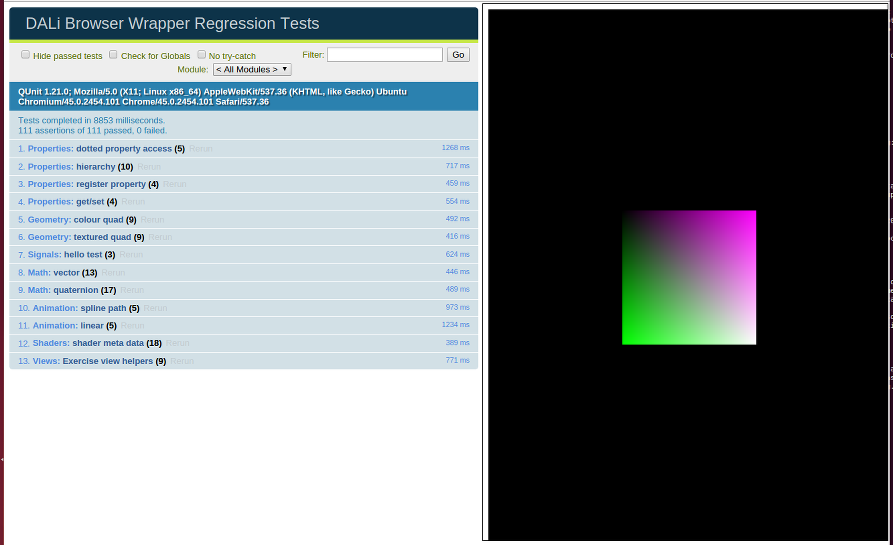 DALi Browser Wrapper Regression Tests
Hide passed tests Check for Globals No try-catch Filter: Go
Module: < All Modules >
QUnit 1.21.0; Mozilla/5.0 (X11; Linux x86_64) AppleWebKit/537.36 (KHTML, like Gecko) Ubuntu
Chromium/45.0.2454.101 Chrome/45.0.2454.101 Safari/537.36
Tests completed in 8853 milliseconds.
111 assertions of 111 passed, 0 failed.
1. Properties: dotted property access (5) Rerun 1268 ms
2. Properties: hierarchy (10) Rerun 717 ms
3. Properties: register property (4) Rerun 459 ms
4. Properties: get/set (4) Rerun 554 ms
5. Geometry: colour quad (9) Rerun 492 ms
6. Geometry: textured quad (9) Rerun 416 ms
7. Signals: hello test (3) Rerun 624 ms
8. Math: vector (13) Rerun 446 ms
9. Math: quaternion (17) Rerun 489 ms
10. Animation: spline path (5) Rerun 973 ms
11. Animation: linear (5) Rerun 1234 ms
12. Shaders: shader meta data (18) Rerun 389 ms
13. Views: Exercise view helpers (9) Rerun 771 ms